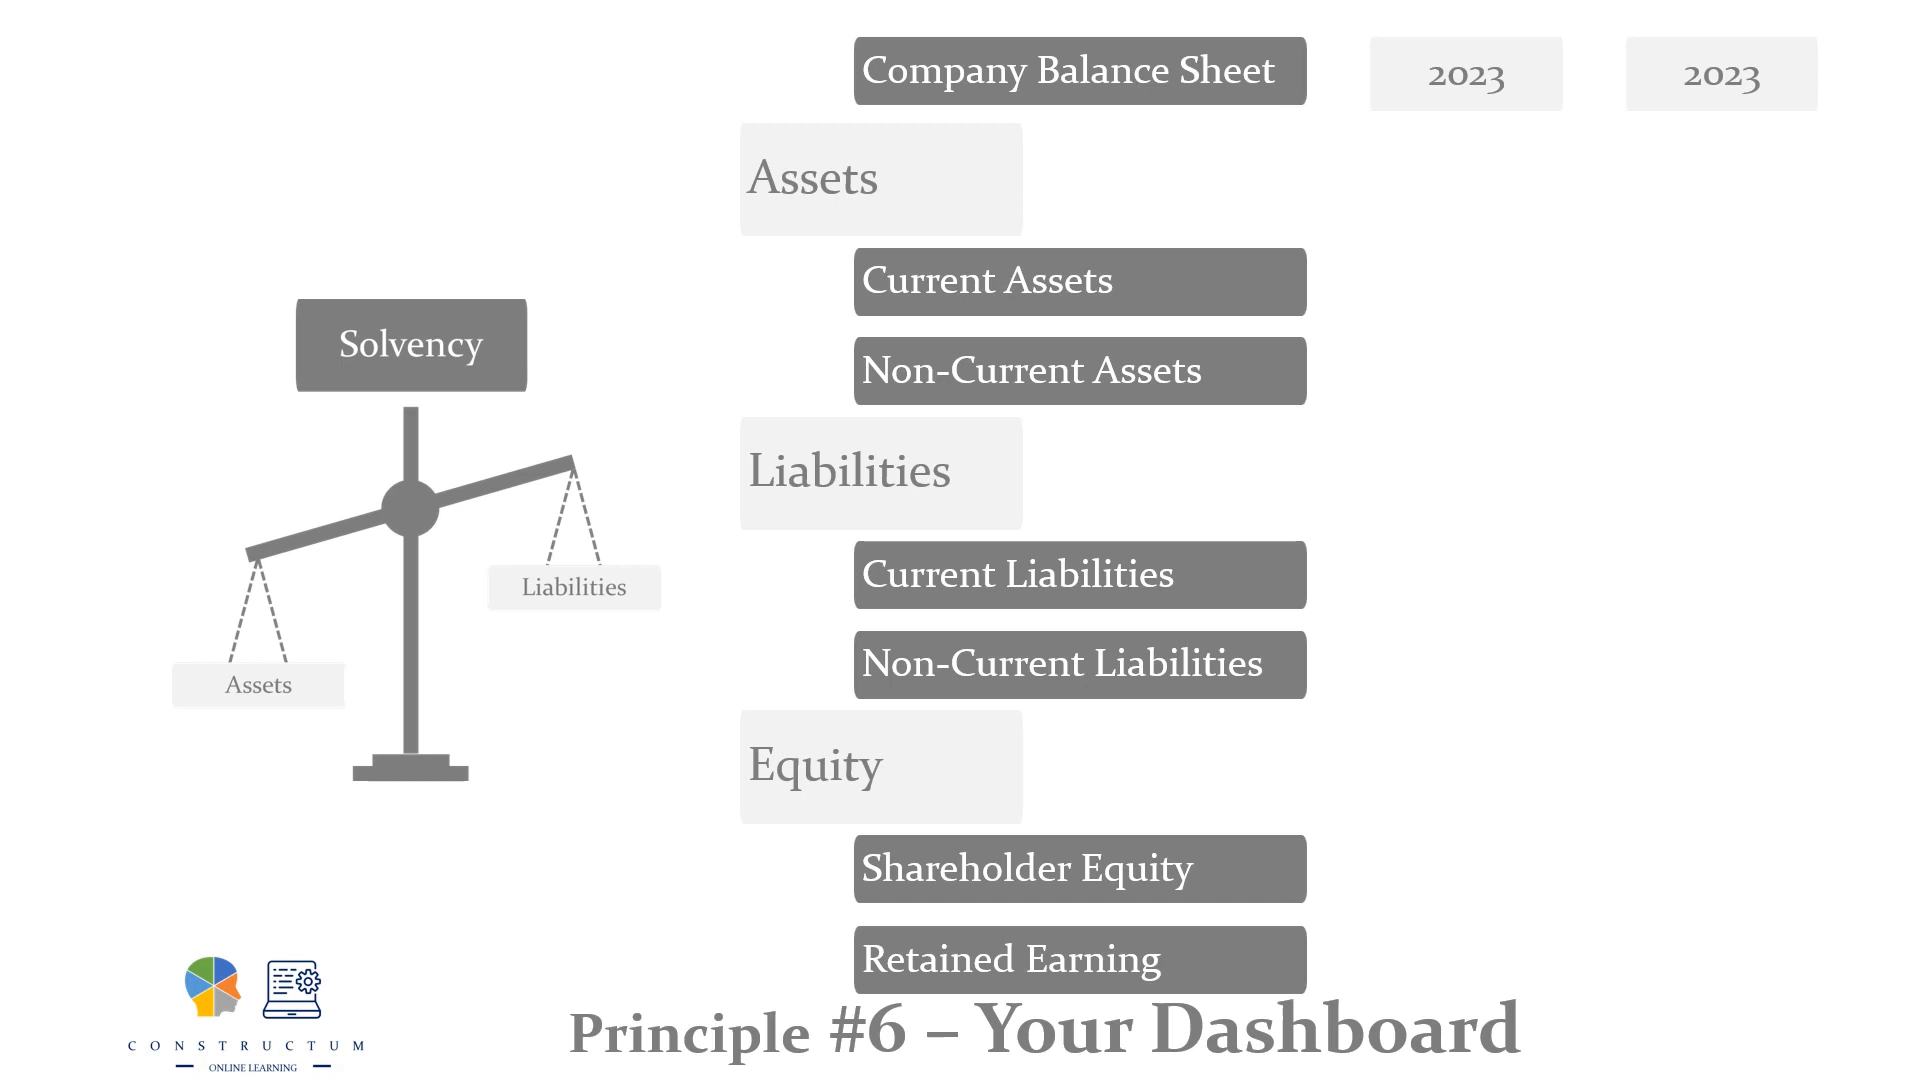 Company Balance Sheet 2023 2023
Assets
Current Assets
Non-Current Assets
Liabilities
Current Liabilities
Non-Current Liabilities
Equity
Shareholder Equity
Retained Earning
Solvency
Liabilities
Assets
Principle #6 – Your Dashboard
CONSTRUCTUM
ONLINE LEARNING